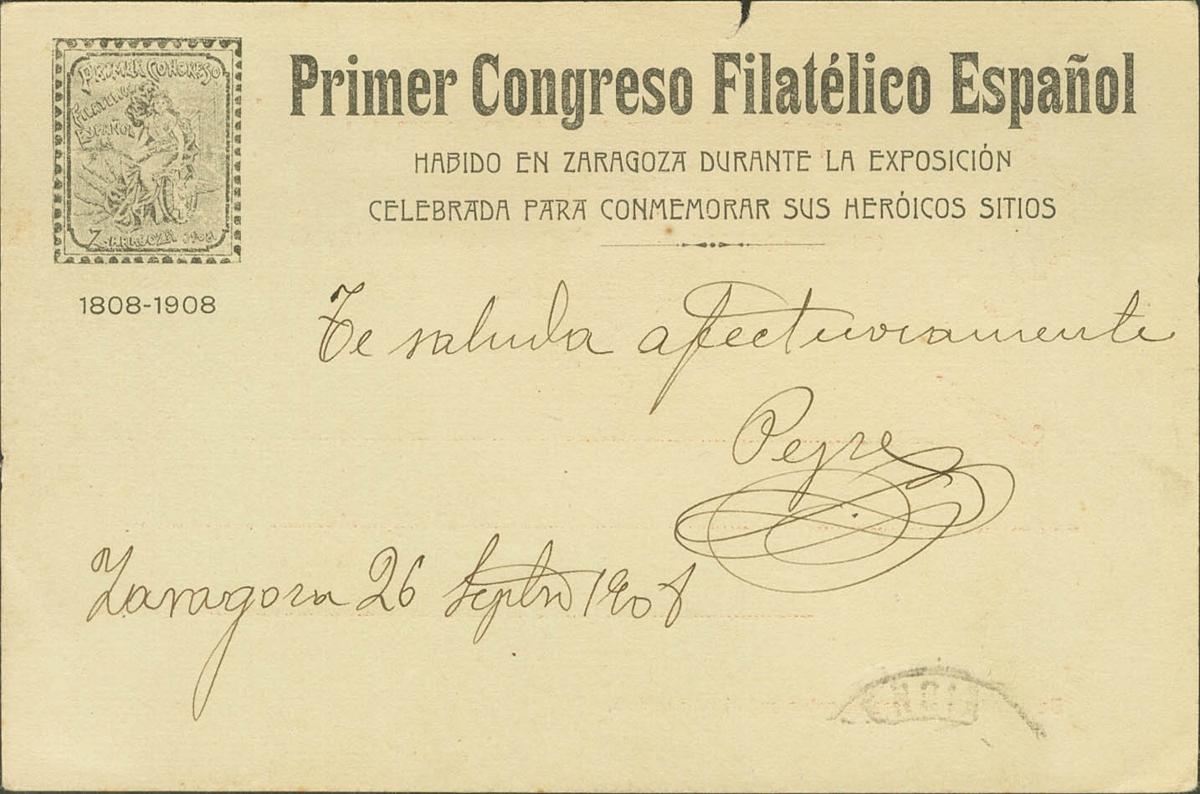 PRIMER CONGRESO
FILATÉLICO
ESPAÑOL
ZARAGOZA 1908
1808-1908
Primer Congreso Filatélico Español
HABIDO EN ZARAGOZA DURANTE LA EXPOSICIÓN
CELEBRADA PARA CONMEMORAR SUS HERÓICOS SITIOS
Te saluda afectuosamente
Zaragoza 26 Septbre 1908